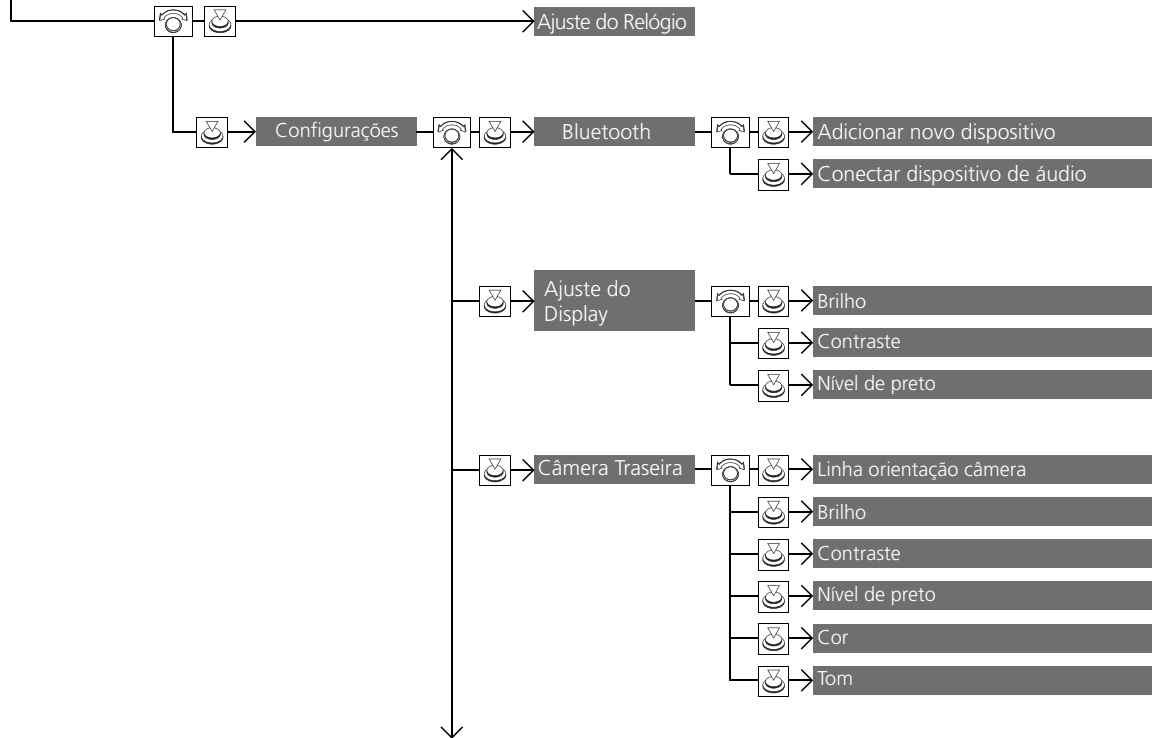 Ajuste do Relógio
Configurações
Bluetooth
Adicionar novo dispositivo
Conectar dispositivo de áudio
Ajuste do
Display
Brilho
Contraste
Nível de preto
Câmera Traseira
Linha orientação câmera
Brilho
Contraste
Nível de preto
Cor
Tom